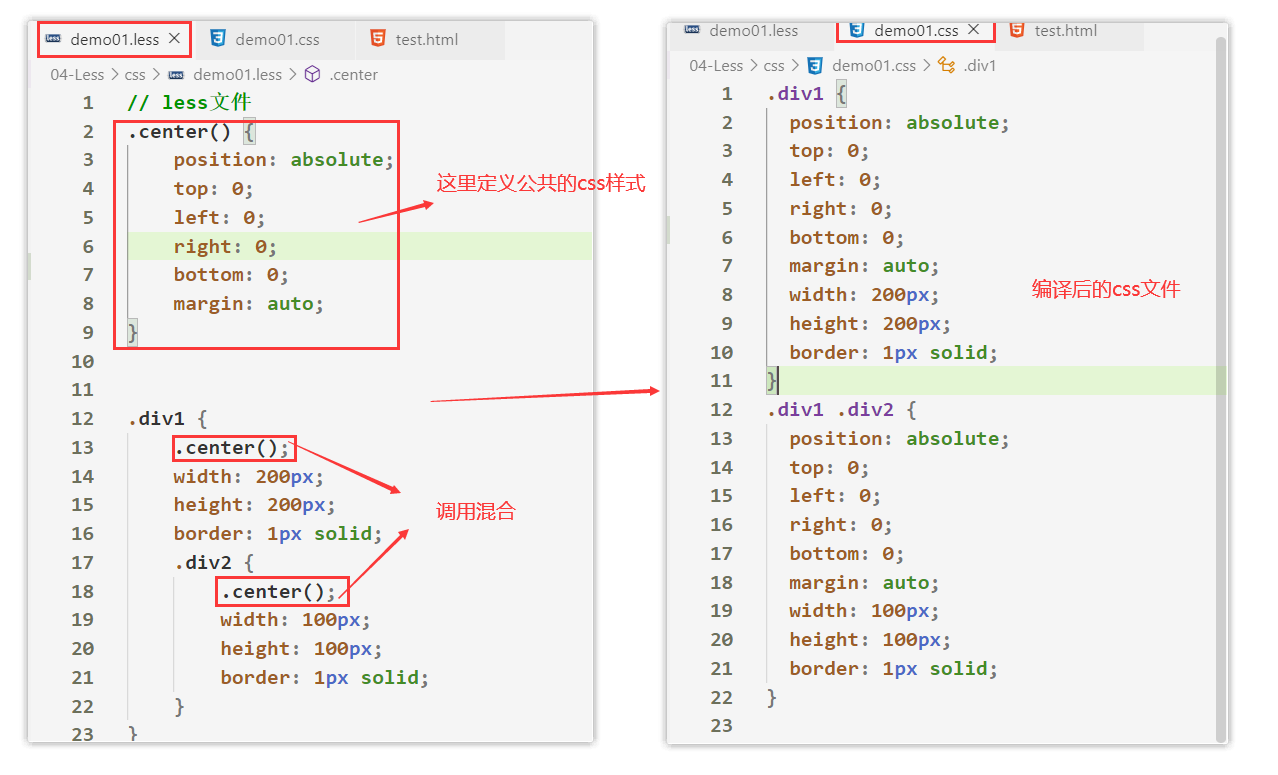 demo01.less
demo01.css
test.html
04-Less > css > demo01.less > .center
1 // less文件
2 .center() {
3 position: absolute;
4 top: 0;
5 left: 0;
6 right: 0;
7 bottom: 0;
8 margin: auto;
9 }
10
11
12 .div1 {
13 .center();
14 width: 200px;
15 height: 200px;
16 border: 1px solid;
17 .div2 {
18 .center();
19 width: 100px;
20 height: 100px;
21 border: 1px solid;
22 }
23 }
这里定义公共的css样式
调用混合
demo01.less
demo01.css
test.html
04-Less > css > demo01.css > .div1
1 .div1 {
2 position: absolute;
3 top: 0;
4 left: 0;
5 right: 0;
6 bottom: 0;
7 margin: auto;
8 width: 200px;
9 height: 200px;
10 border: 1px solid;
11 }
12 .div1 .div2 {
13 position: absolute;
14 top: 0;
15 left: 0;
16 right: 0;
17 bottom: 0;
18 margin: auto;
19 width: 100px;
20 height: 100px;
21 border: 1px solid;
22 }
23
编译后的css文件